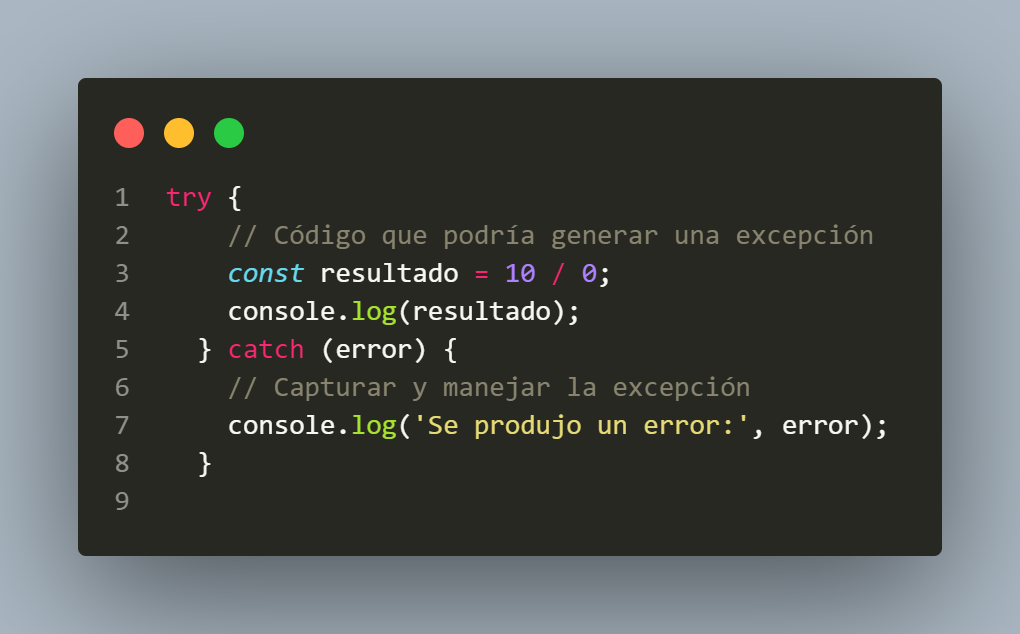 1 try {
2 // Código que podría generar una excepción
3 const resultado = 10 / 0;
4 console.log(resultado);
5 } catch (error) {
6 // Capturar y manejar la excepción
7 console.log('Se produjo un error:', error);
8 }
9